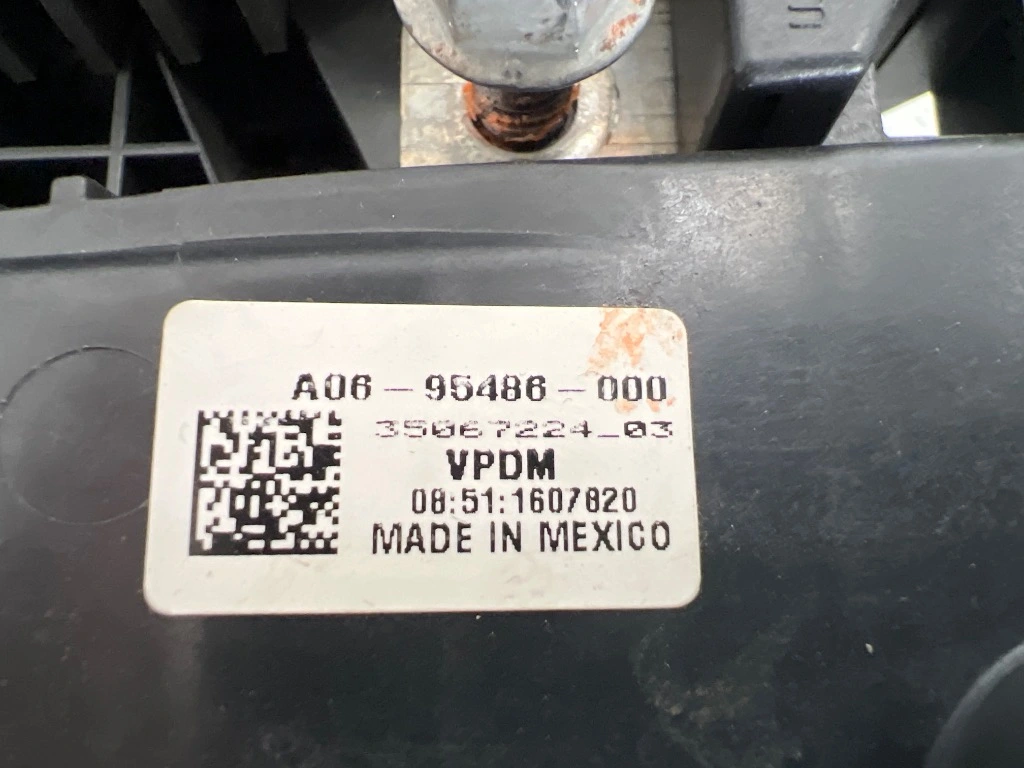 A06-95486-000
35067224_03
VPDM
08:51:1607820
MADE IN MEXICO